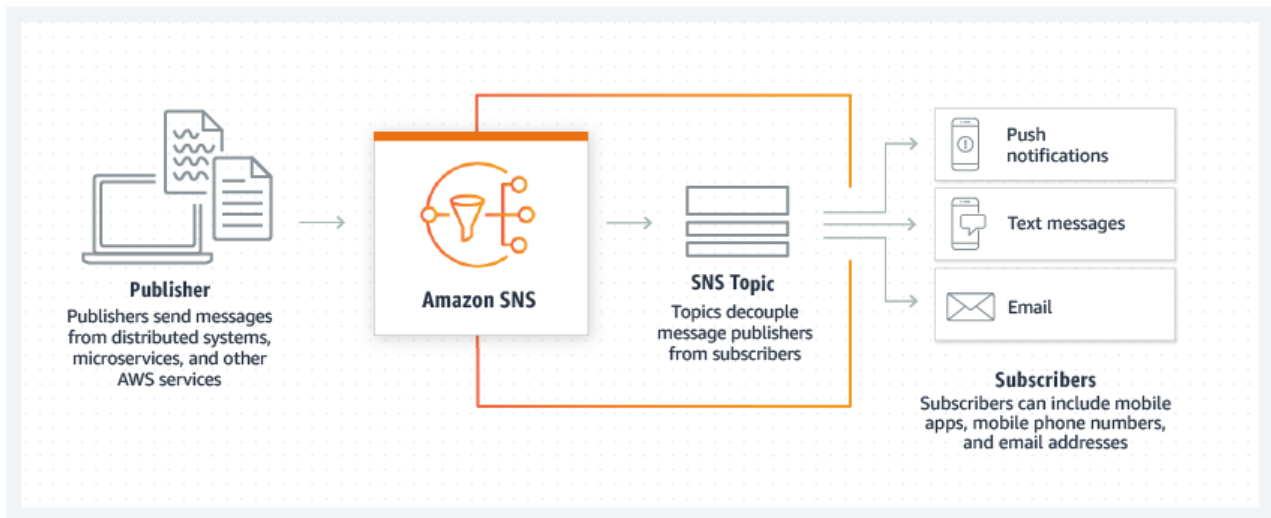 Publisher
Publishers send messages
from distributed systems,
microservices, and other
AWS services
Amazon SNS
SNS Topic
Topics decouple
message publishers
from subscribers
Push
notifications
Text messages
Email
Subscribers
Subscribers can include mobile
apps, mobile phone numbers,
and email addresses